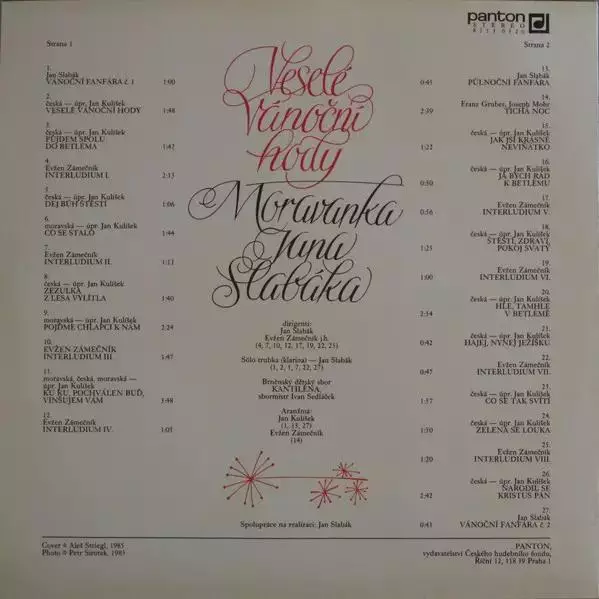 panton
STEREO
8111 0120
Strana 1
Strana 2
Veselé
Vánoční
hody
Moravanka
Jana
Slabáka
1.
Jan Slabák
VÁNOČNÍ FANFÁRA č. 1 1:00
2.
česká — úpr. Jan Kulíšek
VESELÉ VÁNOČNÍ HODY 1:48
3.
česká — úpr. Jan Kulíšek
PŮJDEM SPOLU
DO BETLÉMA 1:42
4.
Evžen Zámečník
INTERLUDIUM I. 2:13
5.
česká — úpr. Jan Kulíšek
DEJ BŮH ŠTĚSTÍ 1:06
6.
moravská — úpr. Jan Kulíšek
CO SE STALO 1:44
7.
Evžen Zámečník
INTERLUDIUM II. 1:11
8.
česká — úpr. Jan Kulíšek
ZEZULKA
Z LESA VYLÍTLA 1:40
9.
moravská — úpr. Jan Kulíšek
POJĎME CHLAPCI K NÁM 2:24
10.
EVŽEN ZÁMEČNÍK
INTERLUDIUM III. 1:47
11.
moravská, česká, moravská —
úpr. Jan Kulíšek
KU KU, POCHVÁLEN BUĎ,
VINŠUJEM VÁM 3:48
12.
Evžen Zámečník
INTERLUDIUM IV. 1:05
dirigenti:
Jan Slabák
Evžen Zámečník j.h.
(4, 7, 10, 12, 17, 19, 22, 25)
Sólo trubka (klarina) — Jan Slabák
(1, 2, 1, 7, 22, 27)
Brněnský dětský sbor
KANTILÉNA,
sbormistr Ivan Sedláček
Aranžmá:
Jan Kulíšek
(1, 13, 27)
Evžen Zámečník
(14)
Spolupráce na realizaci: Jan Slabák
13.
Jan Slabák
0:45 PŮLNOČNÍ FANFÁRA
14.
Franz Gruber, Joseph Mohr
2:39 TICHÁ NOC
15.
česká — úpr. Jan Kulíšek
JAK JSI KRÁSNÉ
1:22 NEVIŇÁTKO
16.
česká — úpr. Jan Kulíšek
JÁ BYCH RÁD
0:50 K BETLÉMU
17.
Evžen Zámečník
0:56 INTERLUDIUM V.
18.
česká — úpr. Jan Kulíšek
ŠTĚSTÍ, ZDRAVÍ,
1:25 POKOJ SVATÝ
19.
Evžen Zámečník
1:00 INTERLUDIUM VI.
20.
česká — úpr. Jan Kulíšek
HLE, TAMHLE
2:14 V BETLÉMĚ
21.
česká — úpr. Jan Kulíšek
0:42 HAJEJ, NYNEJ JEŽÍŠKU
22.
Evžen Zámečník
0:47 INTERLUDIUM VII.
23.
česká — úpr. Jan Kulíšek
1:57 CO SE TAK SVÍTÍ
24.
česká — úpr. Jan Kulíšek
1:30 ZELENÁ SE LOUKA
25.
Evžen Zámečník
1:20 INTERLUDIUM VIII.
26.
česká — úpr. Jan Kulíšek
NARODIL SE
2:42 KRISTUS PÁN
27.
Jan Slabák
0:43 VÁNOČNÍ FANFÁRA č. 2
Cover © Aleš Striegl, 1985
Photo © Petr Sirotek, 1985
PANTON,
vydavatelství Českého hudebního fondu,
Říční 12, 118 39 Praha 1